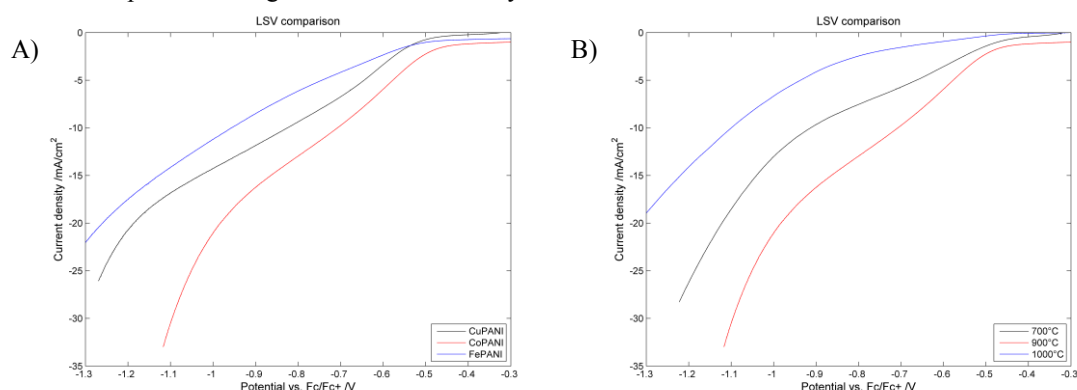 A)
LSV comparison
Current density /mA/cm²
0
-5
-10
-15
-20
-25
-30
-35
-1.3 -1.2 -1.1 -1 -0.9 -0.8 -0.7 -0.6 -0.5 -0.4 -0.3
Potential vs. Fc/Fc+ /V
CuPANI
CoPANI
FePANI
B)
LSV comparison
Current density /mA/cm²
0
-5
-10
-15
-20
-25
-30
-35
-1.3 -1.2 -1.1 -1 -0.9 -0.8 -0.7 -0.6 -0.5 -0.4 -0.3
Potential vs. Fc/Fc+ /V
700°C
900°C
1000°C